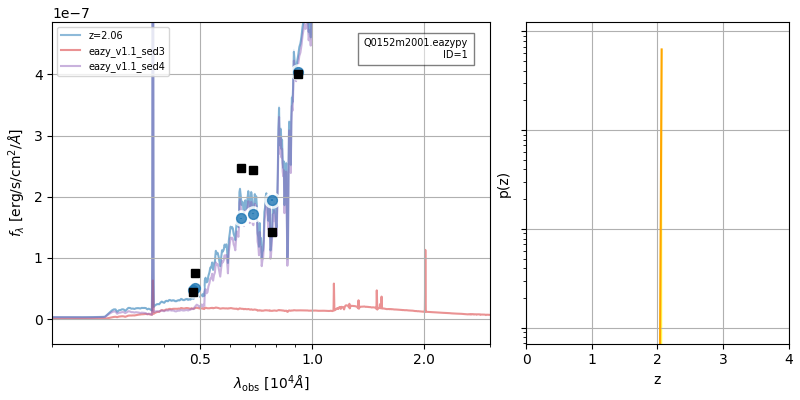 1e−7
z=2.06
eazy_v1.1_sed3
eazy_v1.1_sed4
Q0152m2001.eazypy
ID=1
4
3
2
1
0
f_λ [erg/s/cm²/Å]
0.5 1.0 2.0
λ_obs [10⁴Å]
p(z)
0 1 2 3 4
z